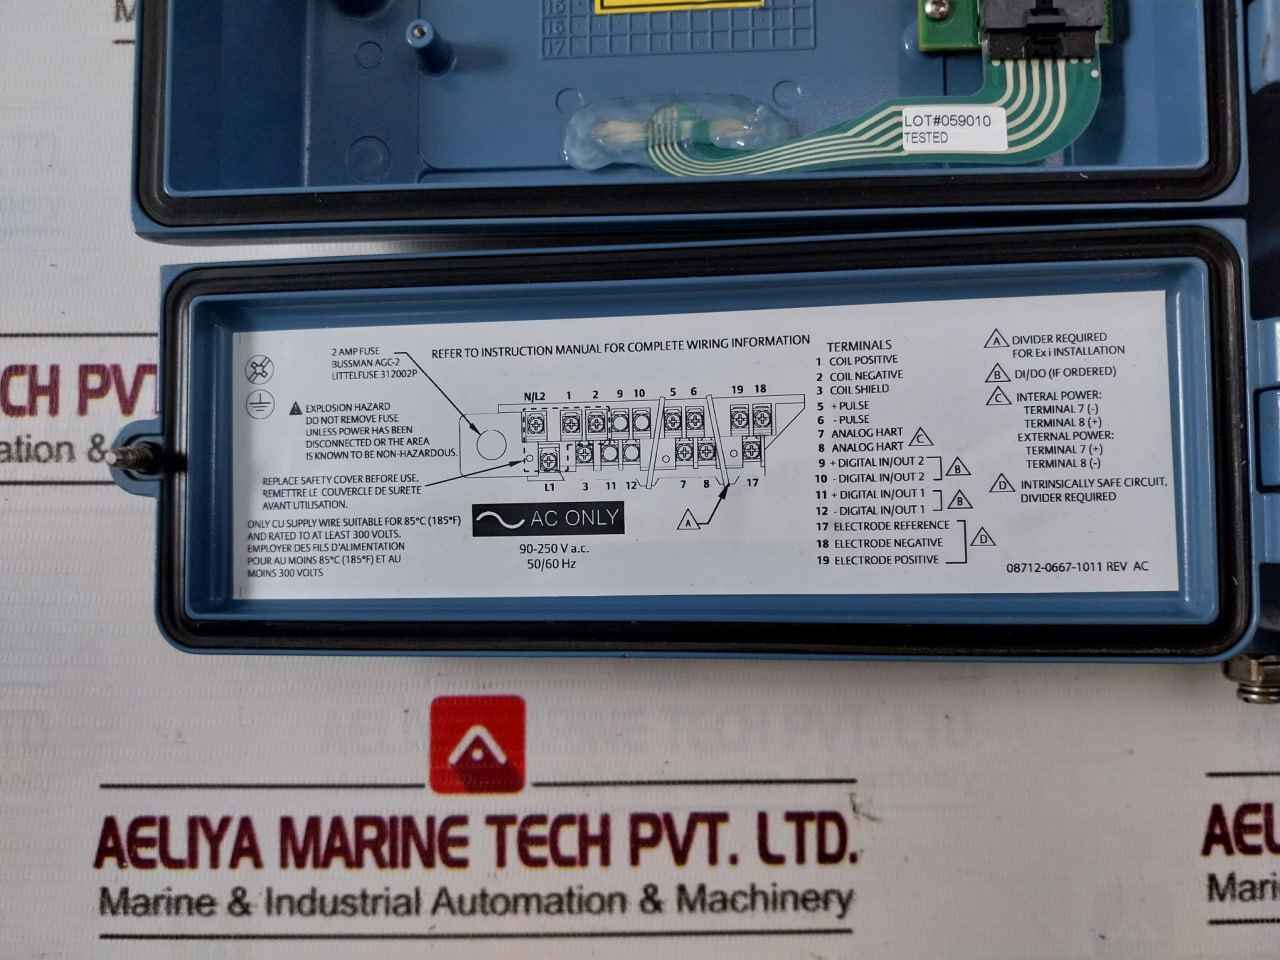 15
16
17
LOT#059010
TESTED
2 AMP FUSE
BUSSMAN AGC-2
LITTELFUSE 312002P
REFER TO INSTRUCTION MANUAL FOR COMPLETE WIRING INFORMATION
EXPLOSION HAZARD
DO NOT REMOVE FUSE
UNLESS POWER HAS BEEN
DISCONNECTED OR THE AREA
IS KNOWN TO BE NON-HAZARDOUS.
REPLACE SAFETY COVER BEFORE USE.
REMETTRE LE COUVERCLE DE SURETE
AVANT UTILISATION.
ONLY CU SUPPLY WIRE SUITABLE FOR 85°C (185°F)
AND RATED TO AT LEAST 300 VOLTS.
EMPLOYER DES FILS D'ALIMENTATION
POUR AU MOINS 85°C (185°F) ET AU
MOINS 300 VOLTS
N/L2 1 2 9 10 5 6 19 18
L1 3 11 12 7 8 17
A
AC ONLY
90-250 V a.c.
50/60 Hz
TERMINALS
1 COIL POSITIVE
2 COIL NEGATIVE
3 COIL SHIELD
5 + PULSE
6 - PULSE
7 ANALOG HART
8 ANALOG HART
C
9 + DIGITAL IN/OUT 2
10 - DIGITAL IN/OUT 2
B
11 + DIGITAL IN/OUT 1
12 - DIGITAL IN/OUT 1
B
17 ELECTRODE REFERENCE
18 ELECTRODE NEGATIVE
19 ELECTRODE POSITIVE
D
A DIVIDER REQUIRED
FOR Ex i INSTALLATION
B DI/DO (IF ORDERED)
C INTERAL POWER:
TERMINAL 7 (-)
TERMINAL 8 (+)
EXTERNAL POWER:
TERMINAL 7 (+)
TERMINAL 8 (-)
D INTRINSICALLY SAFE CIRCUIT,
DIVIDER REQUIRED
08712-0667-1011 REV AC
CH PVT
ation &
AELIYA MARINE TECH PVT. LTD.
Marine & Industrial Automation & Machinery
AEL
Mari